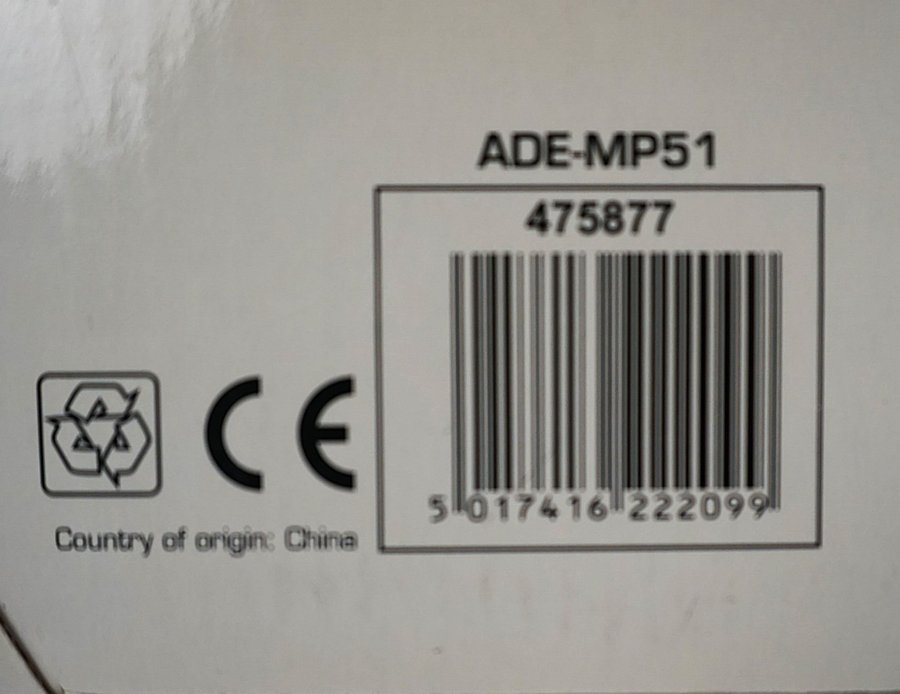 ADE-MP51
475877
5 017416 222099
CE
Country of origin: China